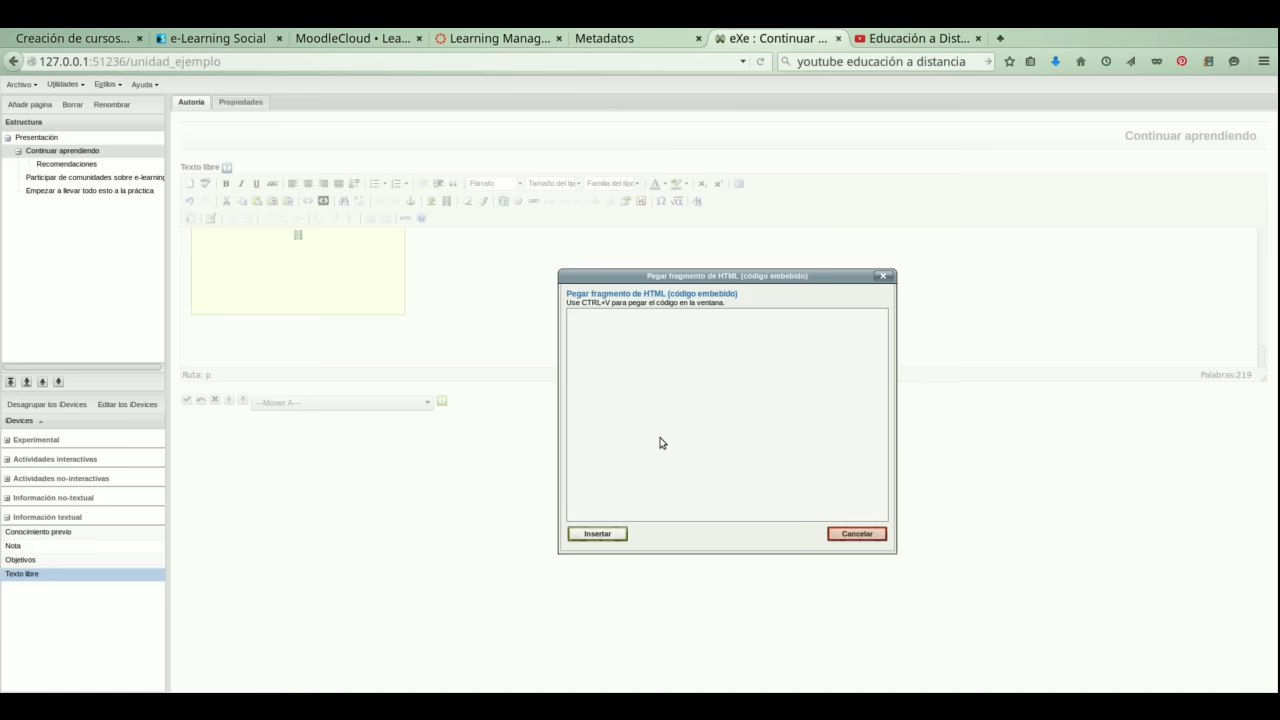 Creación de cursos...
e-Learning Social
MoodleCloud • Lea...
Learning Manag...
Metadatos
eXe : Continuar ...
Educación a Dist...
127.0.0.1:51236/unidad_ejemplo
youtube educación a distancia
Archivo
Utilidades
Estilos
Ayuda
Añadir página
Borrar
Renombrar
Estructura
Presentación
Continuar aprendiendo
Recomendaciones
Participar de comunidades sobre e-learning
Empezar a llevar todo esto a la práctica
Desagrupar los iDevices
Editar los iDevices
iDevices
Experimental
Actividades interactivas
Actividades no-interactivas
Información no-textual
Información textual
Conocimiento previo
Nota
Objetivos
Texto libre
Autoría
Propiedades
Continuar aprendiendo
Texto libre
B I U ABC
Párrafo
Tamaño del tip
Familia del tipo
HTML
Ruta: p
Palabras:219
---Mover A---
Pegar fragmento de HTML (código embebido)
Pegar fragmento de HTML (código embebido)
Use CTRL+V para pegar el código en la ventana.
Insertar
Cancelar